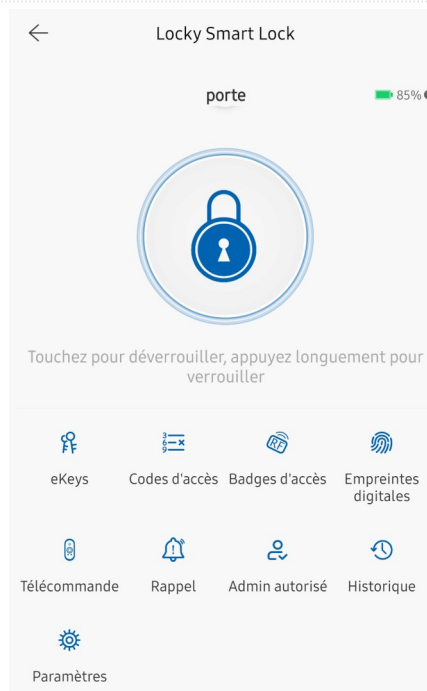 Locky Smart Lock
porte
85%
Touchez pour déverrouiller, appuyez longuement pour
verrouiller
eKeys
Codes d'accès
Badges d'accès
Empreintes
digitales
Télécommande
Rappel
Admin autorisé
Historique
Paramètres